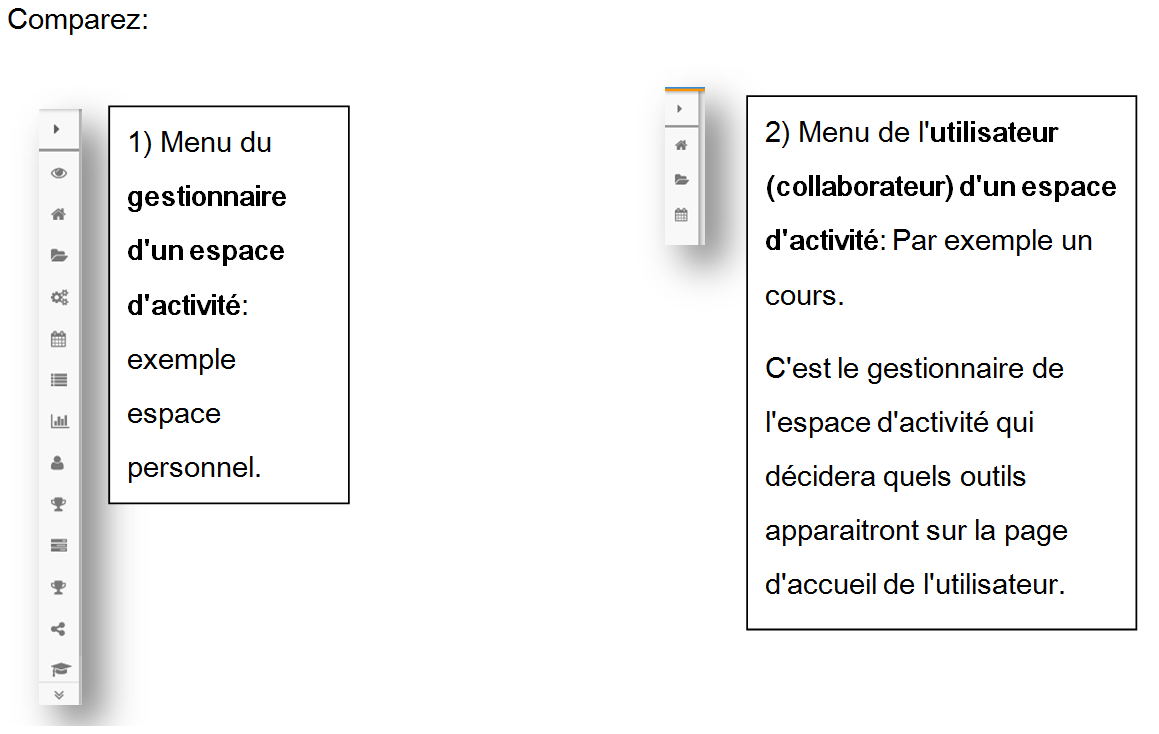 Comparez:
1) Menu du
gestionnaire
d'un espace
d'activité:
exemple
espace
personnel.
2) Menu de l'utilisateur
(collaborateur) d'un espace
d'activité: Par exemple un
cours.
C'est le gestionnaire de
l'espace d'activité qui
décidera quels outils
apparaitront sur la page
d'accueil de l'utilisateur.